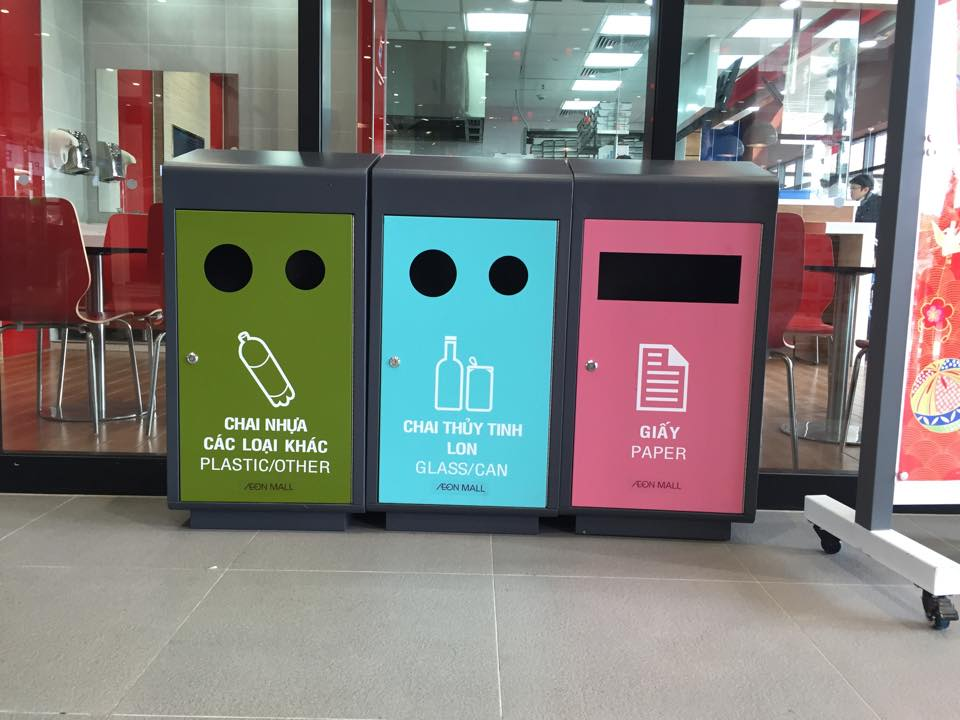 CHAI NHỰA
CÁC LOẠI KHÁC
PLASTIC/OTHER
ÆON MALL
CHAI THỦY TINH
LON
GLASS/CAN
ÆON MALL
GIẤY
PAPER
ÆON MALL